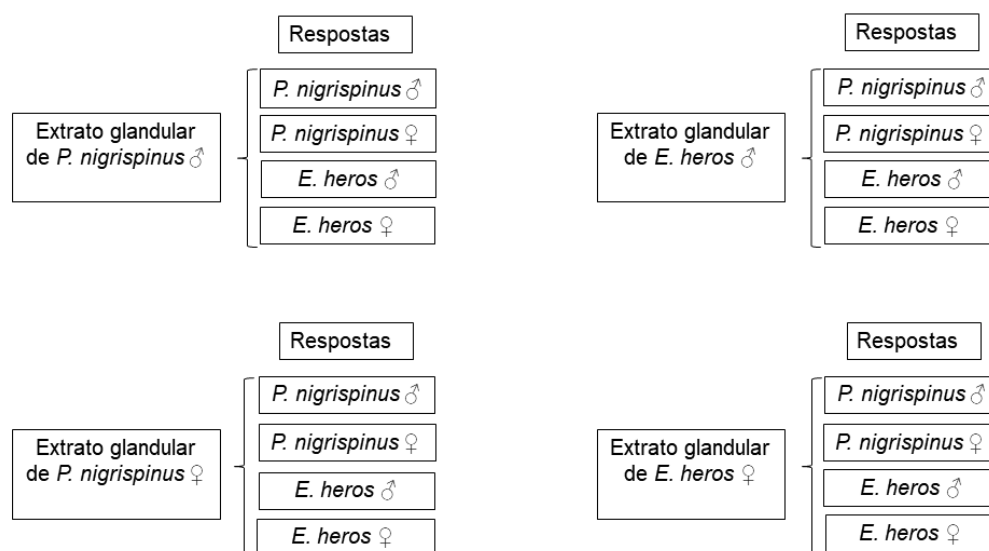 Respostas
P. nigrispinus ♂
P. nigrispinus ♀
E. heros ♂
E. heros ♀
Extrato glandular
de P. nigrispinus ♂
Respostas
P. nigrispinus ♂
P. nigrispinus ♀
E. heros ♂
E. heros ♀
Extrato glandular
de E. heros ♂
Respostas
P. nigrispinus ♂
P. nigrispinus ♀
E. heros ♂
E. heros ♀
Extrato glandular
de P. nigrispinus ♀
Respostas
P. nigrispinus ♂
P. nigrispinus ♀
E. heros ♂
E. heros ♀
Extrato glandular
de E. heros ♀